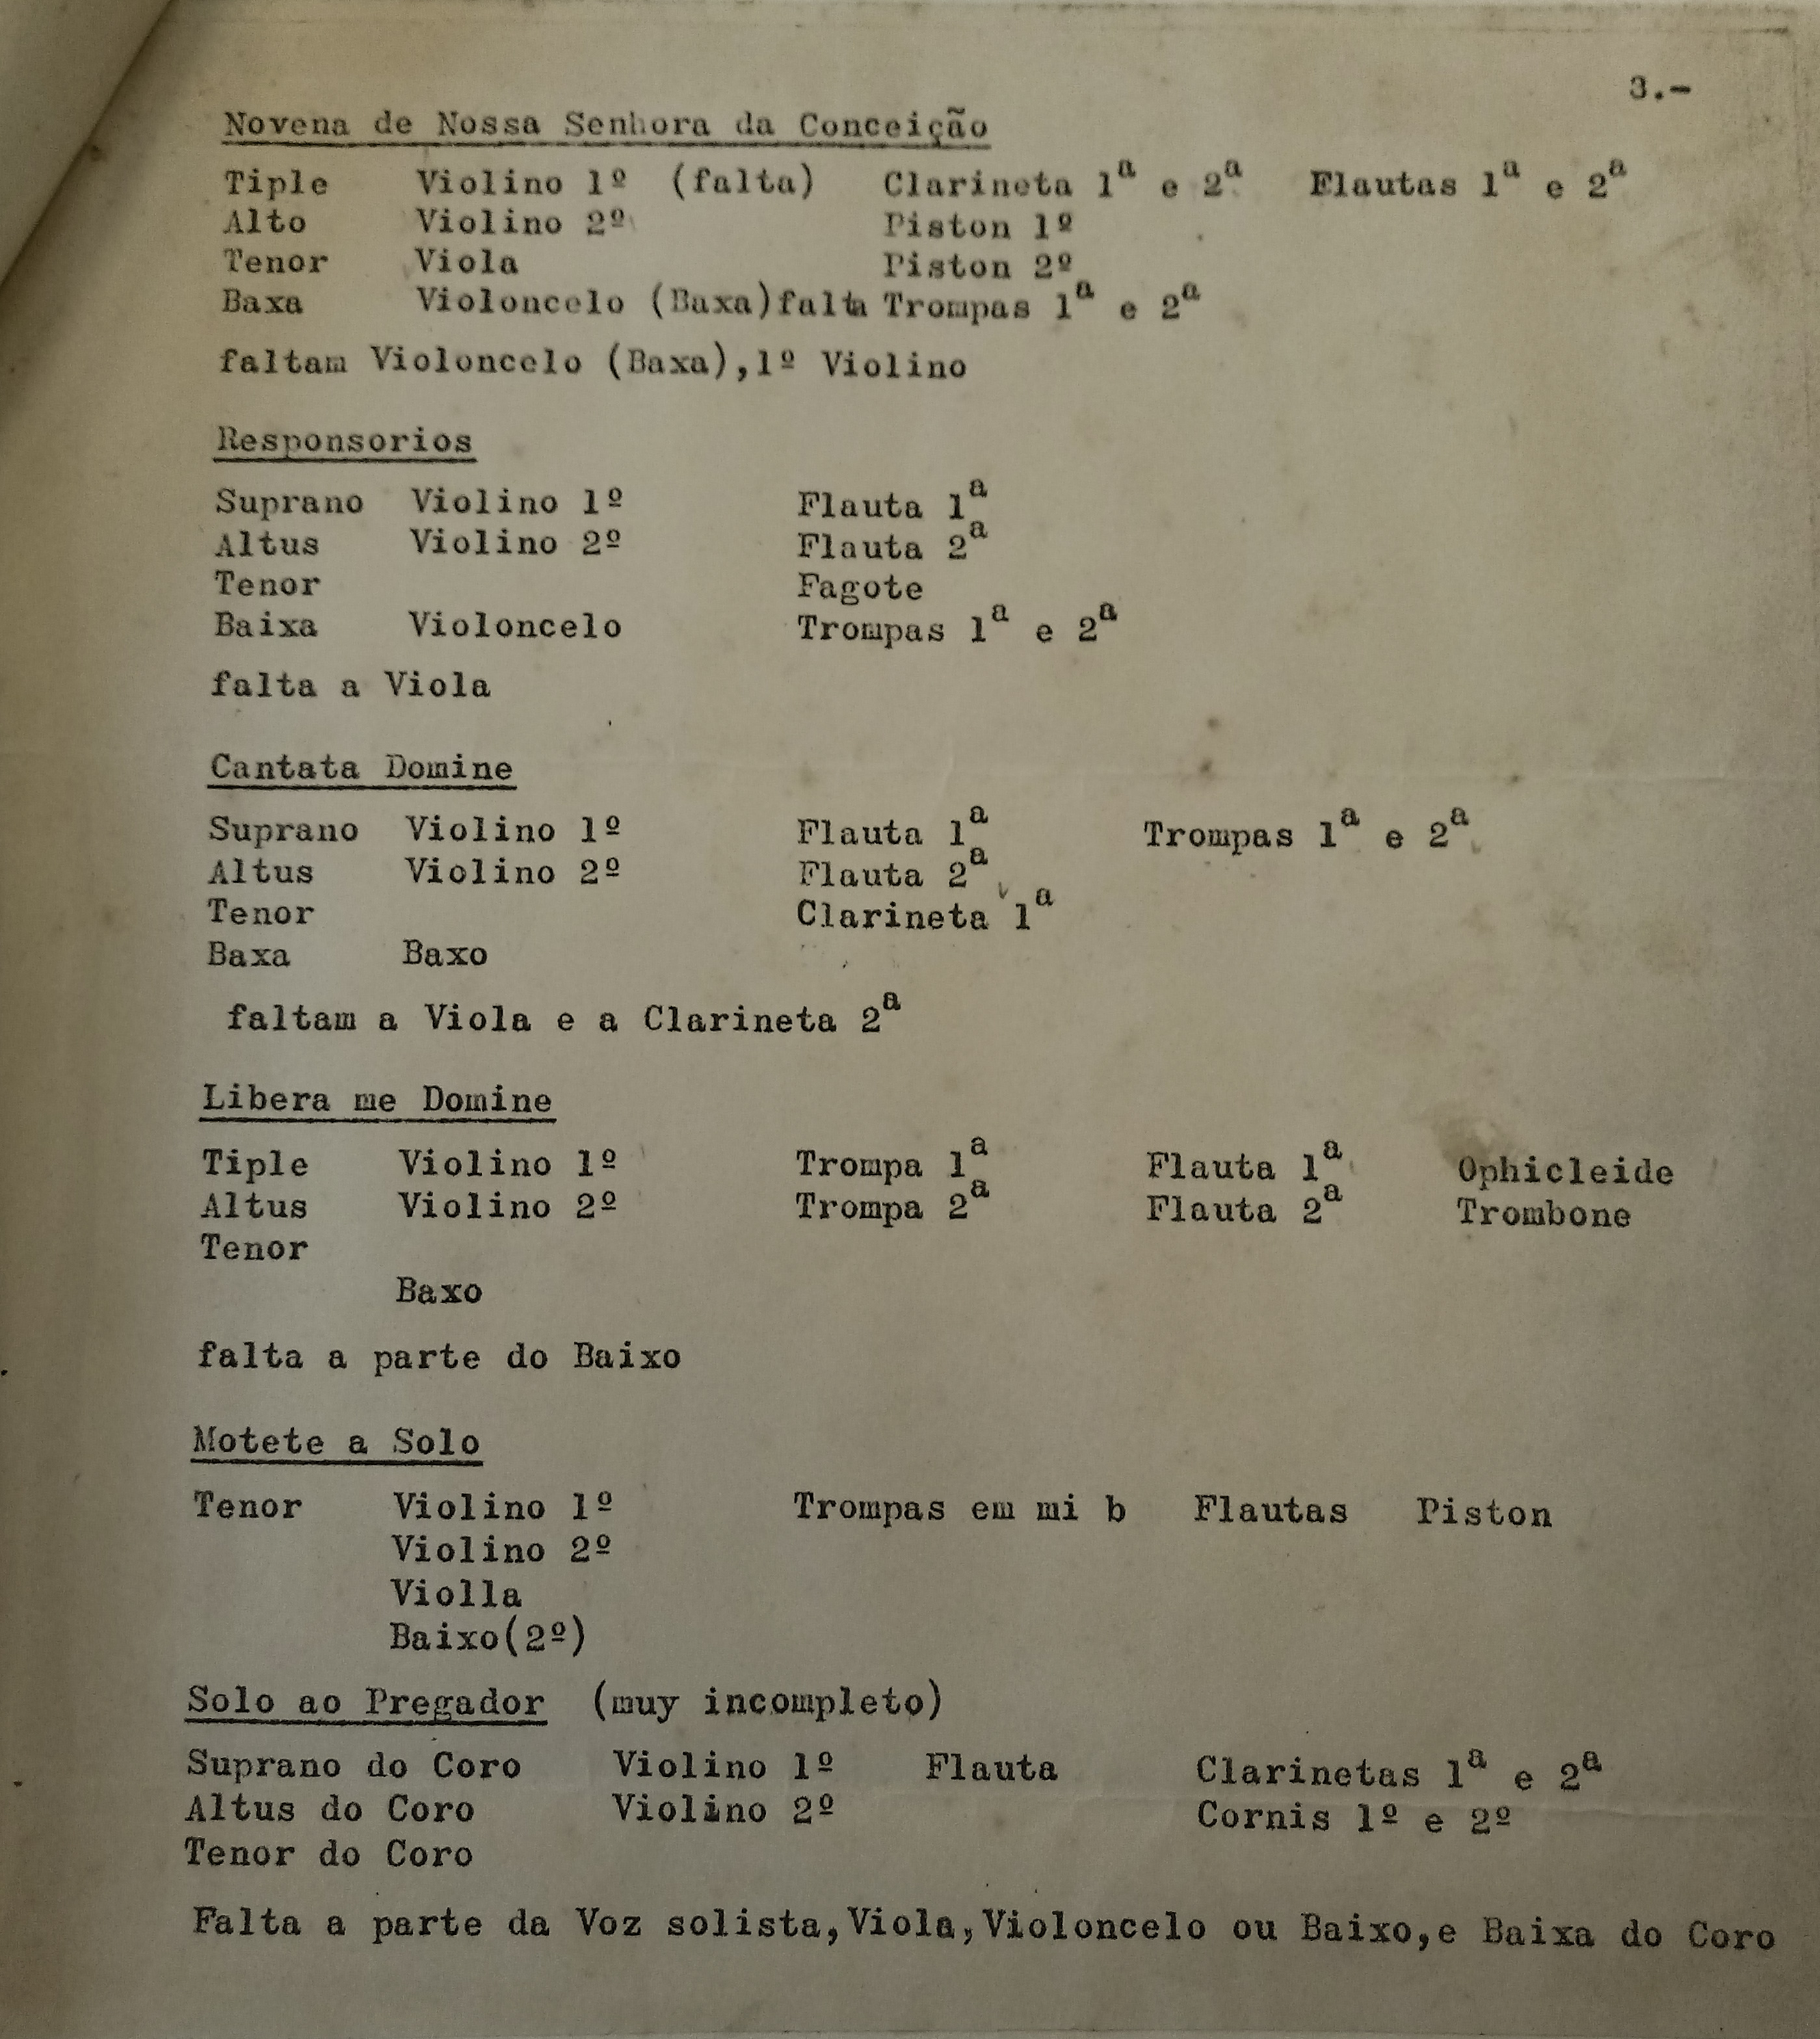 3.-
Novena de Nossa Senhora da Conceição
Tiple Violino 1º (falta) Clarineta 1ª e 2ª Flautas 1ª e 2ª
Alto Violino 2º Piston 1º
Tenor Viola Piston 2º
Baxa Violoncelo (Baxa)falta Trompas 1ª e 2ª
faltam Violoncelo (Baxa),1º Violino
Responsorios
Suprano Violino 1º Flauta 1ª
Altus Violino 2º Flauta 2ª
Tenor Fagote
Baixa Violoncelo Trompas 1ª e 2ª
falta a Viola
Cantata Domine
Suprano Violino 1º Flauta 1ª Trompas 1ª e 2ª
Altus Violino 2º Flauta 2ª
Tenor Clarineta 1ª
Baxa Baxo
faltam a Viola e a Clarineta 2ª
Libera me Domine
Tiple Violino 1º Trompa 1ª Flauta 1ª Ophicleide
Altus Violino 2º Trompa 2ª Flauta 2ª Trombone
Tenor
Baxo
falta a parte do Baixo
Motete a Solo
Tenor Violino 1º Trompas em mi b Flautas Piston
Violino 2º
Violla
Baixo(2º)
Solo ao Pregador (muy incompleto)
Suprano do Coro Violino 1º Flauta Clarinetas 1ª e 2ª
Altus do Coro Violino 2º Cornis 1º e 2º
Tenor do Coro
Falta a parte da Voz solista,Viola,Violoncelo ou Baixo,e Baixa do Coro